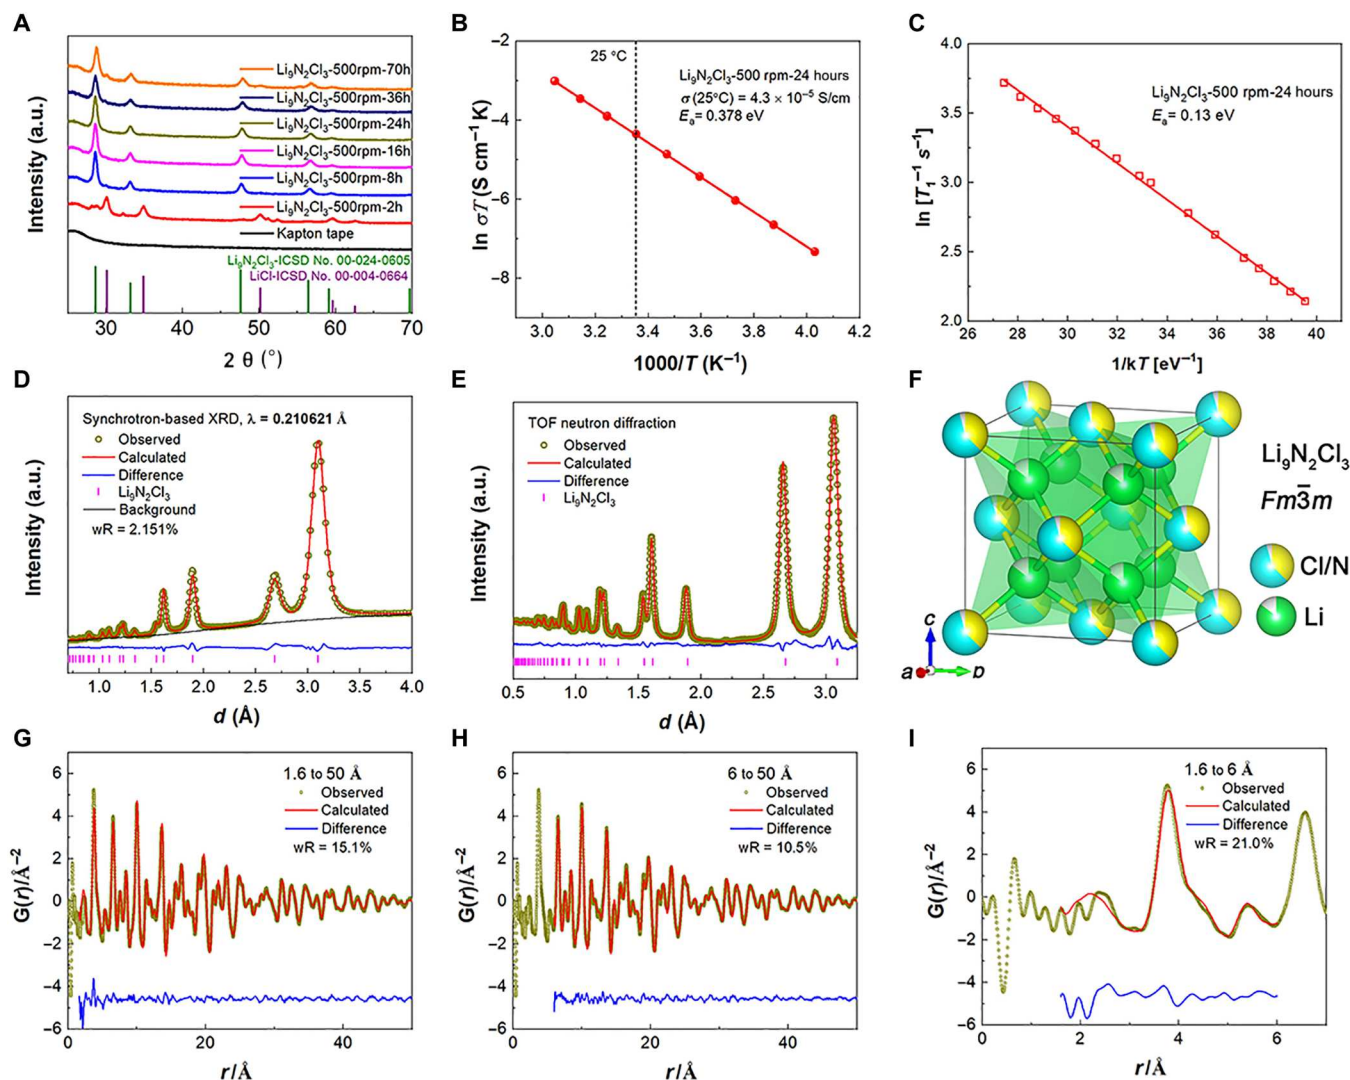 A
Intensity (a.u.)
Li₉N₂Cl₃-500rpm-70h
Li₉N₂Cl₃-500rpm-36h
Li₉N₂Cl₃-500rpm-24h
Li₉N₂Cl₃-500rpm-16h
Li₉N₂Cl₃-500rpm-8h
Li₉N₂Cl₃-500rpm-2h
Kapton tape
Li₉N₂Cl₃-ICSD No. 00-024-0605
LiCl-ICSD No. 00-004-0664
30 40 50 60 70
2 θ (°)
B
ln σT (S cm⁻¹ K)
−2
−4
−6
−8
25 °C
Li₉N₂Cl₃-500 rpm-24 hours
σ (25°C) = 4.3 × 10⁻⁵ S/cm
Eₐ = 0.378 eV
3.0 3.2 3.4 3.6 3.8 4.0 4.2
1000/T (K⁻¹)
C
ln [T₁⁻¹ s⁻¹]
4.0
3.5
3.0
2.5
2.0
Li₉N₂Cl₃-500 rpm-24 hours
Eₐ = 0.13 eV
26 28 30 32 34 36 38 40
1/kT [eV⁻¹]
D
Intensity (a.u.)
Synchrotron-based XRD, λ = 0.210621 Å
Observed
Calculated
Difference
Li₉N₂Cl₃
Background
wR = 2.151%
1.0 1.5 2.0 2.5 3.0 3.5 4.0
d (Å)
E
Intensity (a.u.)
TOF neutron diffraction
Observed
Calculated
Difference
Li₉N₂Cl₃
0.5 1.0 1.5 2.0 2.5 3.0
d (Å)
F
Li₉N₂Cl₃
Fm3̅m
Cl/N
Li
c
a
b
G
G(r)/Å⁻²
6
4
2
0
−2
−4
−6
1.6 to 50 Å
Observed
Calculated
Difference
wR = 15.1%
0 20 40
r/Å
H
G(r)/Å⁻²
6
4
2
0
−2
−4
−6
6 to 50 Å
Observed
Calculated
Difference
wR = 10.5%
0 20 40
r/Å
I
G(r)/Å⁻²
6
4
2
0
−2
−4
−6
1.6 to 6 Å
Observed
Calculated
Difference
wR = 21.0%
0 2 4 6
r/Å